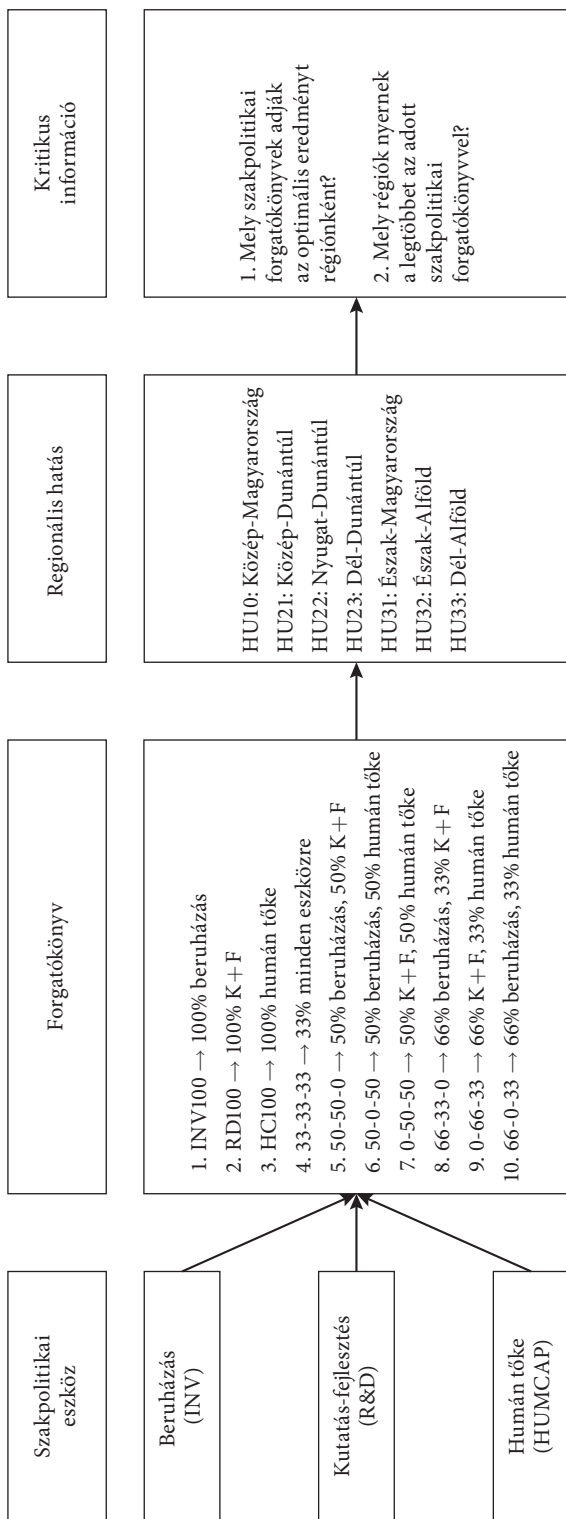 Szakpolitikai
eszköz
Beruházás
(INV)
Kutatás-fejlesztés
(R&D)
Humán tőke
(HUMCAP)
Forgatókönyv
1. INV100 → 100% beruházás
2. RD100 → 100% K+F
3. HC100 → 100% humán tőke
4. 33-33-33 → 33% minden eszközre
5. 50-50-0 → 50% beruházás, 50% K+F
6. 50-0-50 → 50% beruházás, 50% humán tőke
7. 0-50-50 → 50% K+F, 50% humán tőke
8. 66-33-0 → 66% beruházás, 33% K+F
9. 0-66-33 → 66% K+F, 33% humán tőke
10. 66-0-33 → 66% beruházás, 33% humán tőke
Regionális hatás
HU10: Közép-Magyarország
HU21: Közép-Dunántúl
HU22: Nyugat-Dunántúl
HU23: Dél-Dunántúl
HU31: Észak-Magyarország
HU32: Észak-Alföld
HU33: Dél-Alföld
Kritikus
információ
1. Mely szakpolitikai
forgatókönyvek adják
az optimális eredményt
régiónként?
2. Mely régiók nyernek
a legtöbbet az adott
szakpolitikai
forgatókönyvvel?